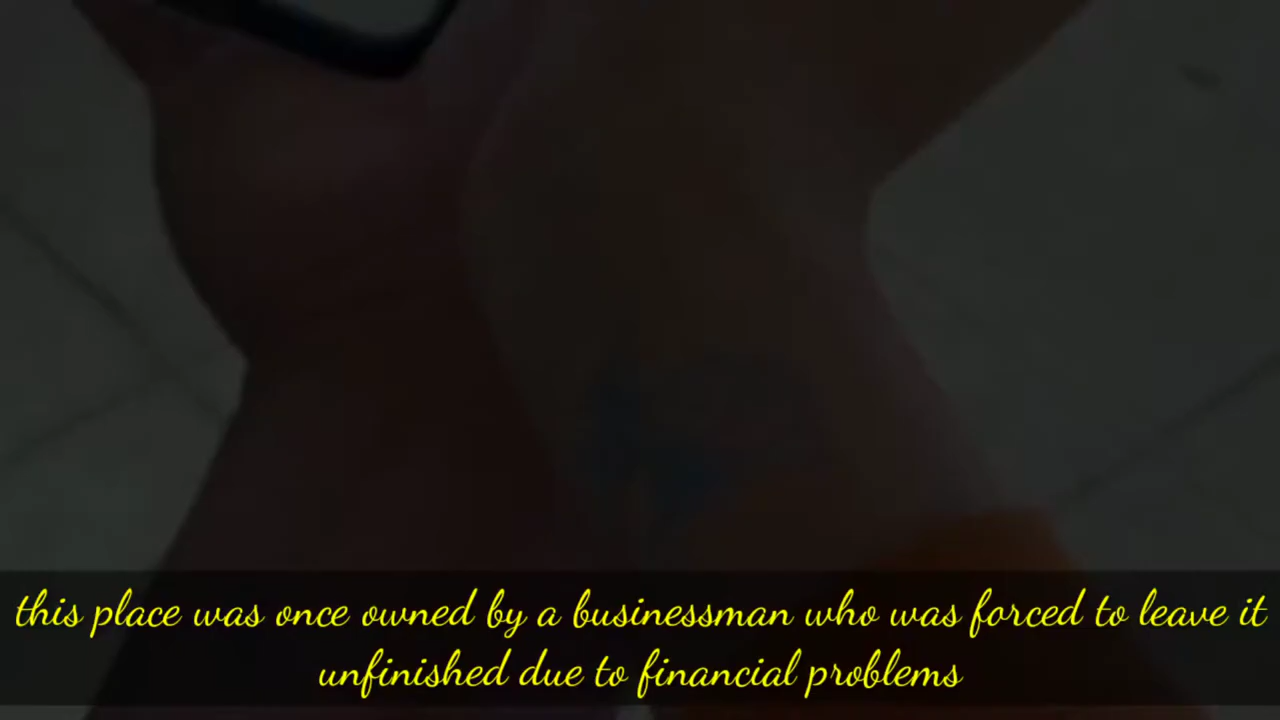 this place was once owned by a businessman who was forced to leave it
unfinished due to financial problems